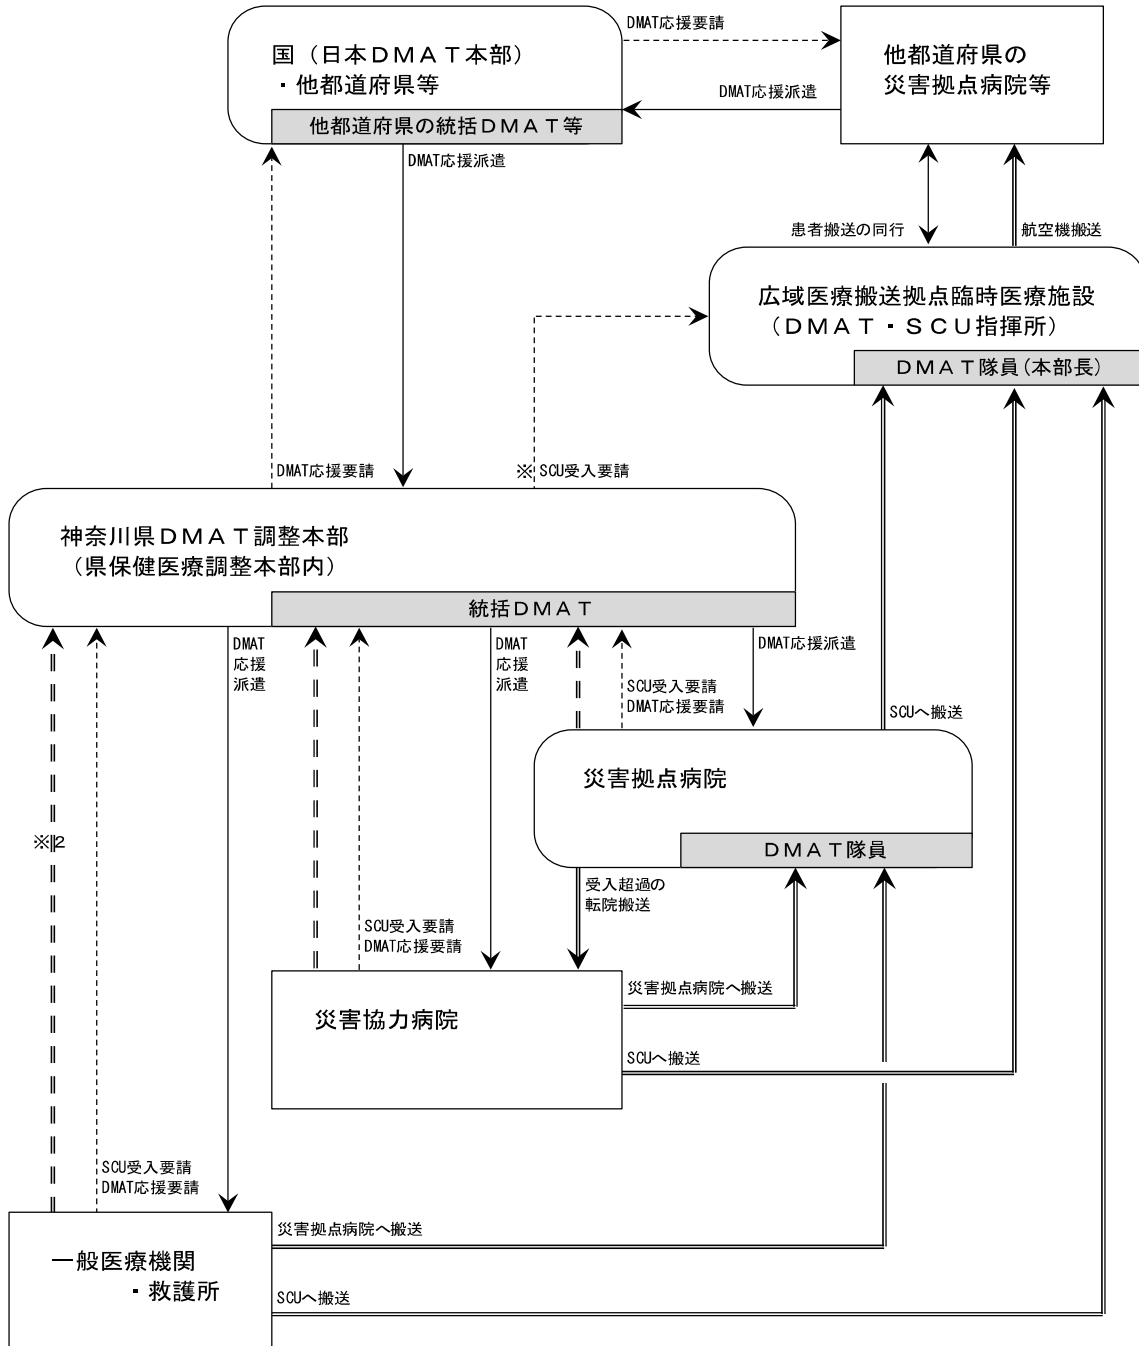 DMAT応援要請
国（日本ＤＭＡＴ本部）
・他都道府県等
他都道府県の
災害拠点病院等
DMAT応援派遣
他都道府県の統括ＤＭＡＴ等
DMAT応援派遣
患者搬送の同行
航空機搬送
広域医療搬送拠点臨時医療施設
（ＤＭＡＴ・ＳＣＵ指揮所）
ＤＭＡＴ隊員(本部長)
DMAT応援要請
※ SCU受入要請
神奈川県ＤＭＡＴ調整本部
（県保健医療調整本部内）
統括ＤＭＡＴ
DMAT
応援
派遣
DMAT
応援
派遣
DMAT応援派遣
SCU受入要請
DMAT応援要請
SCUへ搬送
災害拠点病院
ＤＭＡＴ隊員
※2
受入超過の
転院搬送
SCU受入要請
DMAT応援要請
災害拠点病院へ搬送
災害協力病院
SCUへ搬送
SCU受入要請
DMAT応援要請
災害拠点病院へ搬送
一般医療機関
・救護所
SCUへ搬送